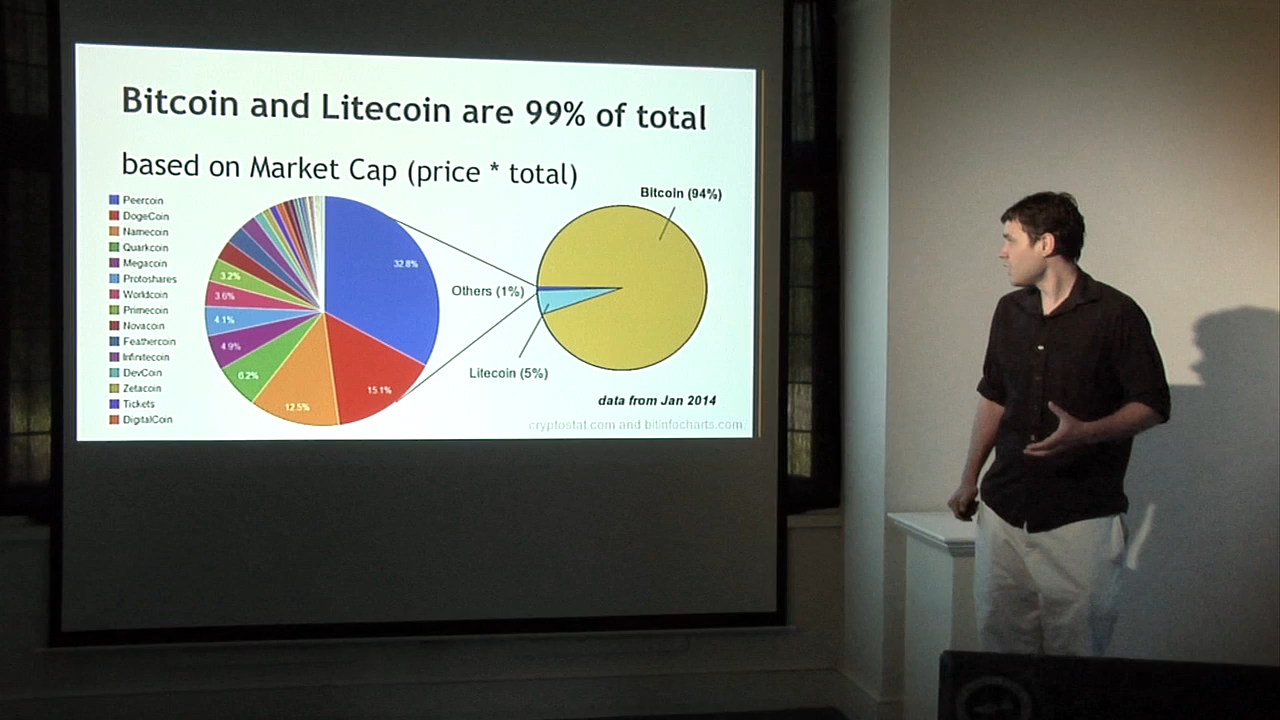 Bitcoin and Litecoin are 99% of total
based on Market Cap (price * total)
Peercoin
DogeCoin
Namecoin
Quarkcoin
Megacoin
Protoshares
Worldcoin
Primecoin
Novacoin
Feathercoin
Infinitecoin
DevCoin
Zetacoin
Tickets
DigitalCoin
32.8%
15.1%
12.5%
6.2%
4.9%
4.1%
3.6%
3.2%
Bitcoin (94%)
Others (1%)
Litecoin (5%)
data from Jan 2014
cryptostat.com and bitinfocharts.com